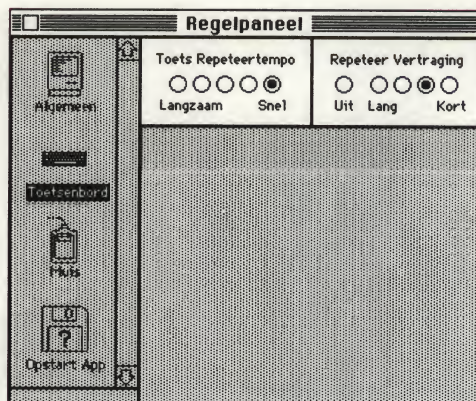 Regelpaneel
Algemeen
Toetsenbord
Muis
Opstart App
Toets Repeteertempo
Langzaam Snel
Repeteer Vertraging
Uit Lang Kort